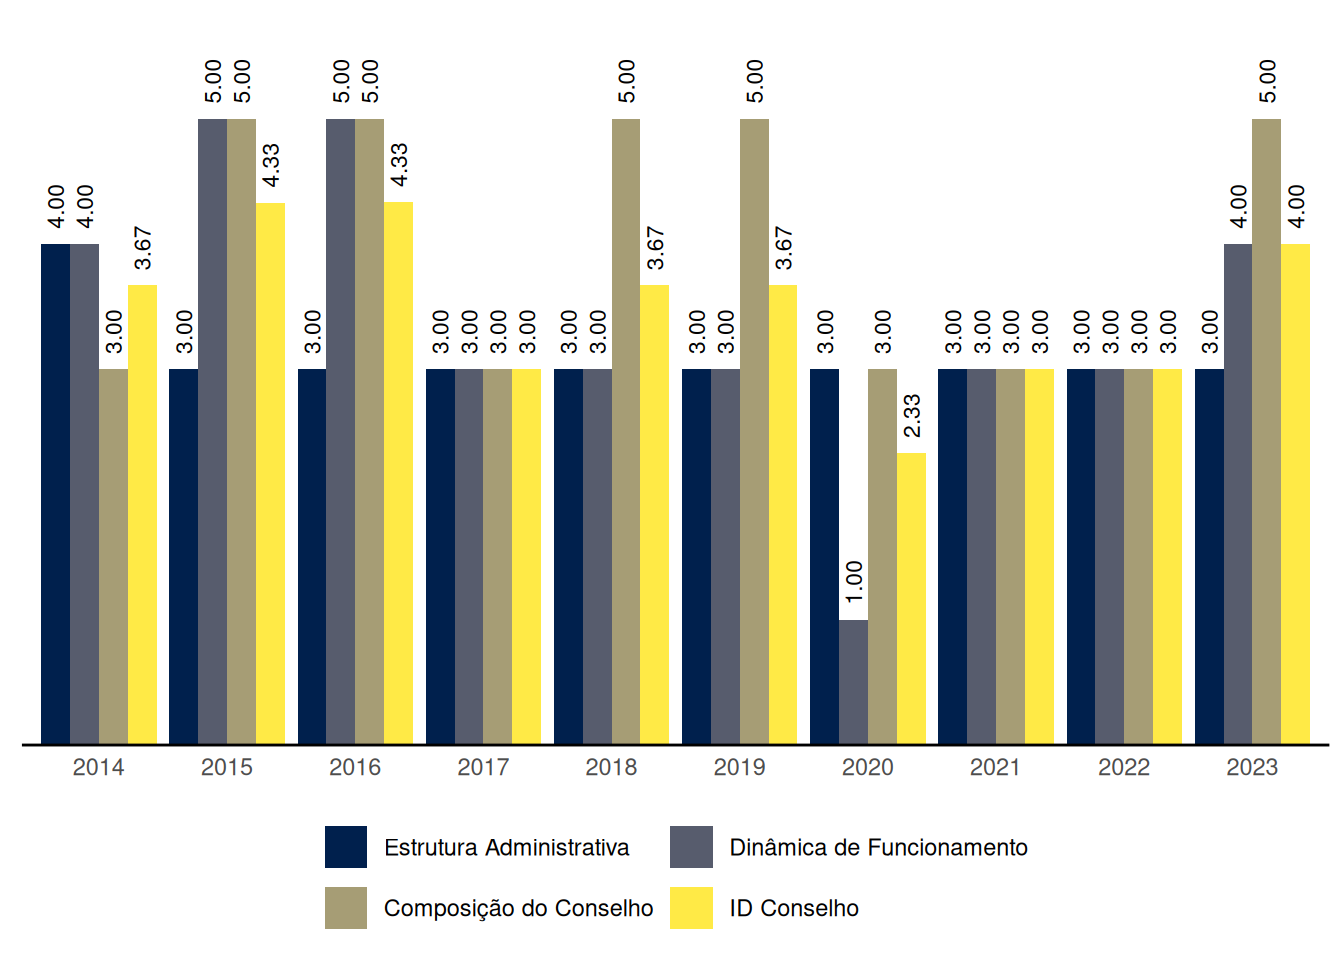 4.00 4.00 3.00 3.67
3.00 5.00 5.00 4.33
3.00 5.00 5.00 4.33
3.00 3.00 3.00 3.00
3.00 3.00 5.00 3.67
3.00 3.00 5.00 3.67
3.00 1.00 3.00 2.33
3.00 3.00 3.00 3.00
3.00 3.00 3.00 3.00
3.00 4.00 5.00 4.00
2014 2015 2016 2017 2018 2019 2020 2021 2022 2023
Estrutura Administrativa Dinâmica de Funcionamento
Composição do Conselho ID Conselho